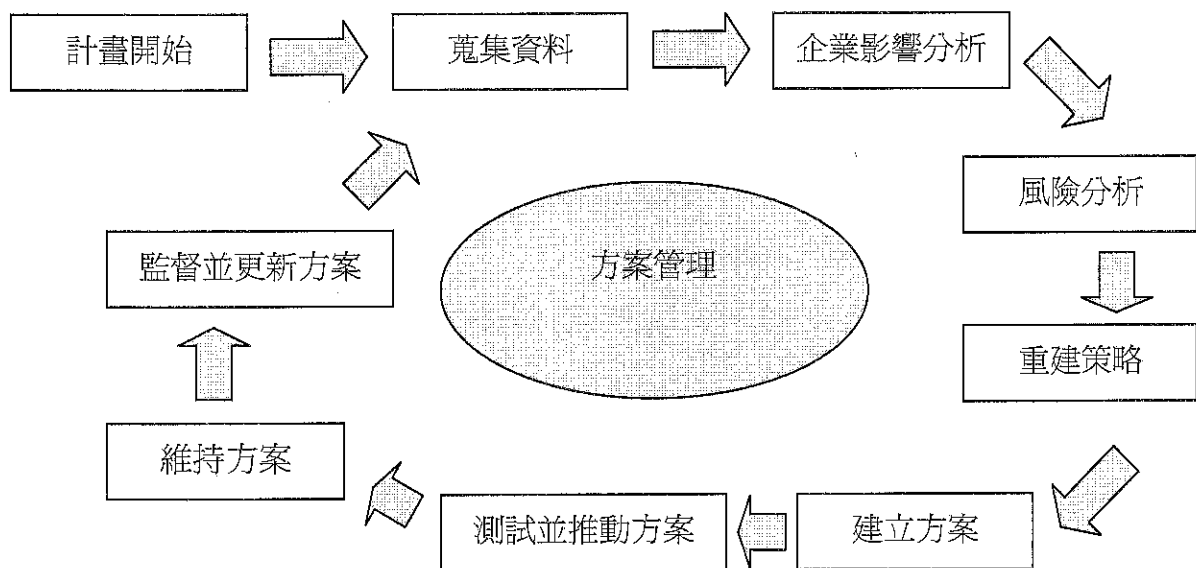 計畫開始
蒐集資料
企業影響分析
風險分析
重建策略
建立方案
測試並推動方案
維持方案
監督並更新方案
方案管理